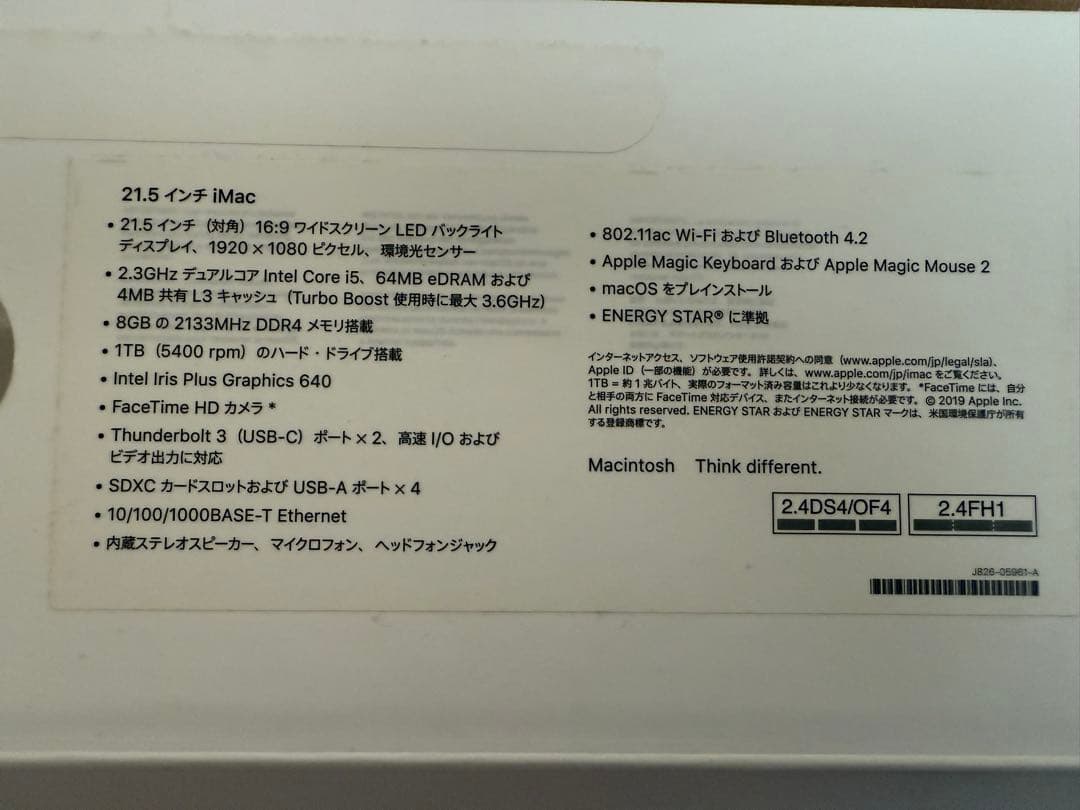 21.5 インチ iMac
• 21.5 インチ（対角）16:9 ワイドスクリーン LED バックライト
ディスプレイ、1920 × 1080 ピクセル、環境光センサー
• 2.3GHz デュアルコア Intel Core i5、64MB eDRAM および
4MB 共有 L3 キャッシュ（Turbo Boost 使用時に最大 3.6GHz）
• 8GB の 2133MHz DDR4 メモリ搭載
• 1TB（5400 rpm）のハード・ドライブ搭載
• Intel Iris Plus Graphics 640
• FaceTime HD カメラ *
• Thunderbolt 3（USB-C）ポート × 2、高速 I/O および
ビデオ出力に対応
• SDXC カードスロットおよび USB-A ポート × 4
• 10/100/1000BASE-T Ethernet
• 内蔵ステレオスピーカー、マイクロフォン、ヘッドフォンジャック
• 802.11ac Wi-Fi および Bluetooth 4.2
• Apple Magic Keyboard および Apple Magic Mouse 2
• macOS をプレインストール
• ENERGY STAR® に準拠
インターネットアクセス、ソフトウェア使用許諾契約への同意（www.apple.com/jp/legal/sla）、
Apple ID（一部の機能）が必要です。詳しくは、www.apple.com/jp/imac をご覧ください。
1TB = 約 1 兆バイト、実際のフォーマット済み容量はこれより少なくなります。*FaceTime には、自分
と相手の両方に FaceTime 対応デバイス、またインターネット接続が必要です。© 2019 Apple Inc.
All rights reserved. ENERGY STAR および ENERGY STAR マークは、米国環境保護庁が所有
する登録商標です。
Macintosh Think different.
2.4DS4/OF4
2.4FH1
J826-05961-A